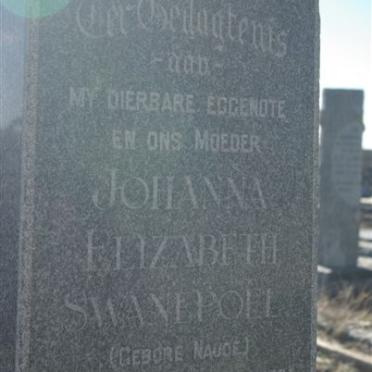 Ter Gedagtenis
-aan-
MY DIERBARE EGGENOTE
EN ONS MOEDER
JOHANNA
ELIZABETH
SWANEPOEL
(GEBORE NAUDÉ)